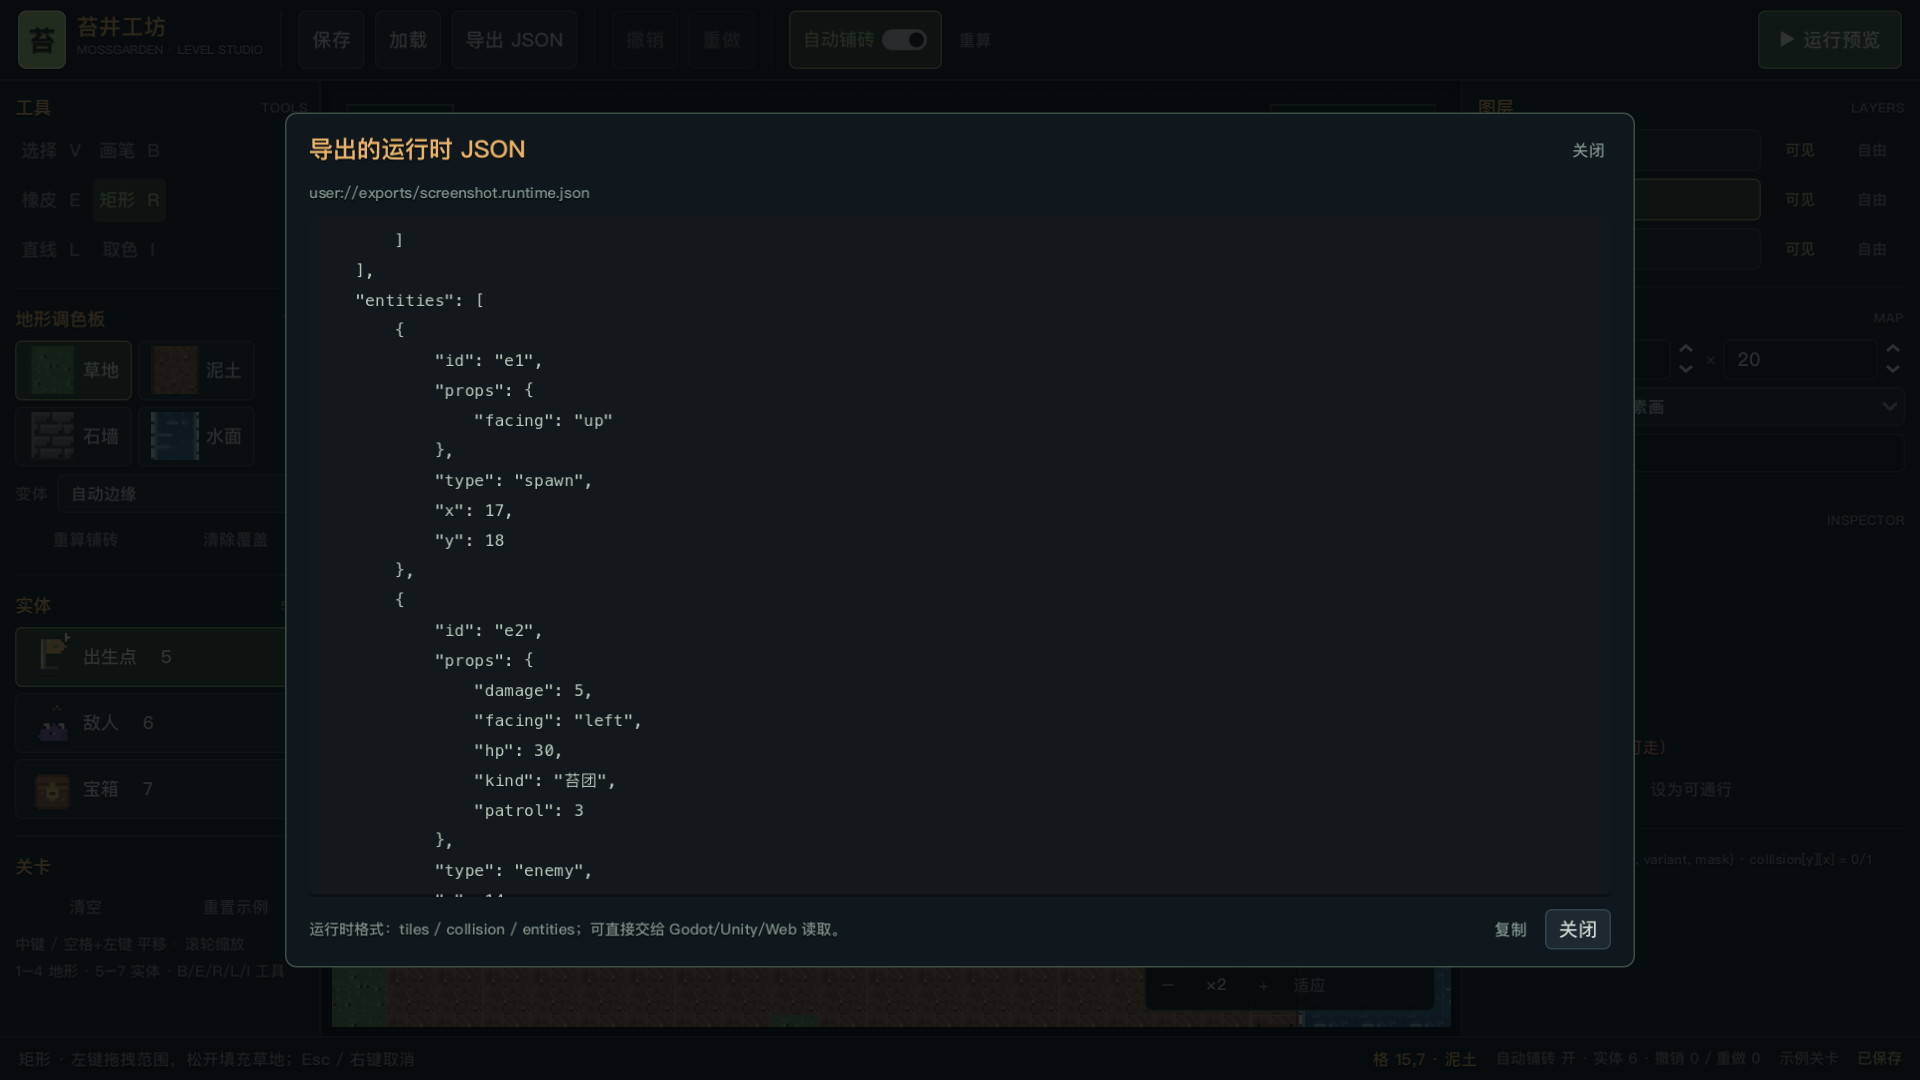 苔
苔井工坊
MOSSGARDEN · LEVEL STUDIO
保存
加载
导出 JSON
撤销
重做
自动铺砖
重算
▶ 运行预览
工具
TOOLS
选择 V
画笔 B
橡皮 E
矩形 R
直线 L
取色 I
地形调色板
草地
泥土
石墙
水面
变体
自动边缘
重算铺砖
清除覆盖
实体
出生点 5
敌人 6
宝箱 7
关卡
清空
重置示例
中键 / 空格+左键 平移 · 滚轮缩放
1—4 地形 · 5—7 实体 · B/E/R/L/I 工具
导出的运行时 JSON
关闭
user://exports/screenshot.runtime.json
]
],
"entities": [
{
"id": "e1",
"props": {
"facing": "up"
},
"type": "spawn",
"x": 17,
"y": 18
},
{
"id": "e2",
"props": {
"damage": 5,
"facing": "left",
"hp": 30,
"kind": "苔团",
"patrol": 3
},
"type": "enemy",
运行时格式：tiles / collision / entities；可直接交给 Godot/Unity/Web 读取。
复制
关闭
图层
LAYERS
可见
自由
可见
自由
可见
自由
MAP
× 20
素画
INSPECTOR
可走)
设为可通行
, variant, mask} · collision[y][x] = 0/1
— ×2 + 适应
矩形 · 左键拖拽范围，松开填充草地；Esc / 右键取消
格 15,7 · 泥土
自动铺砖 开 · 实体 6 · 撤销 0 / 重做 0
示例关卡
已保存